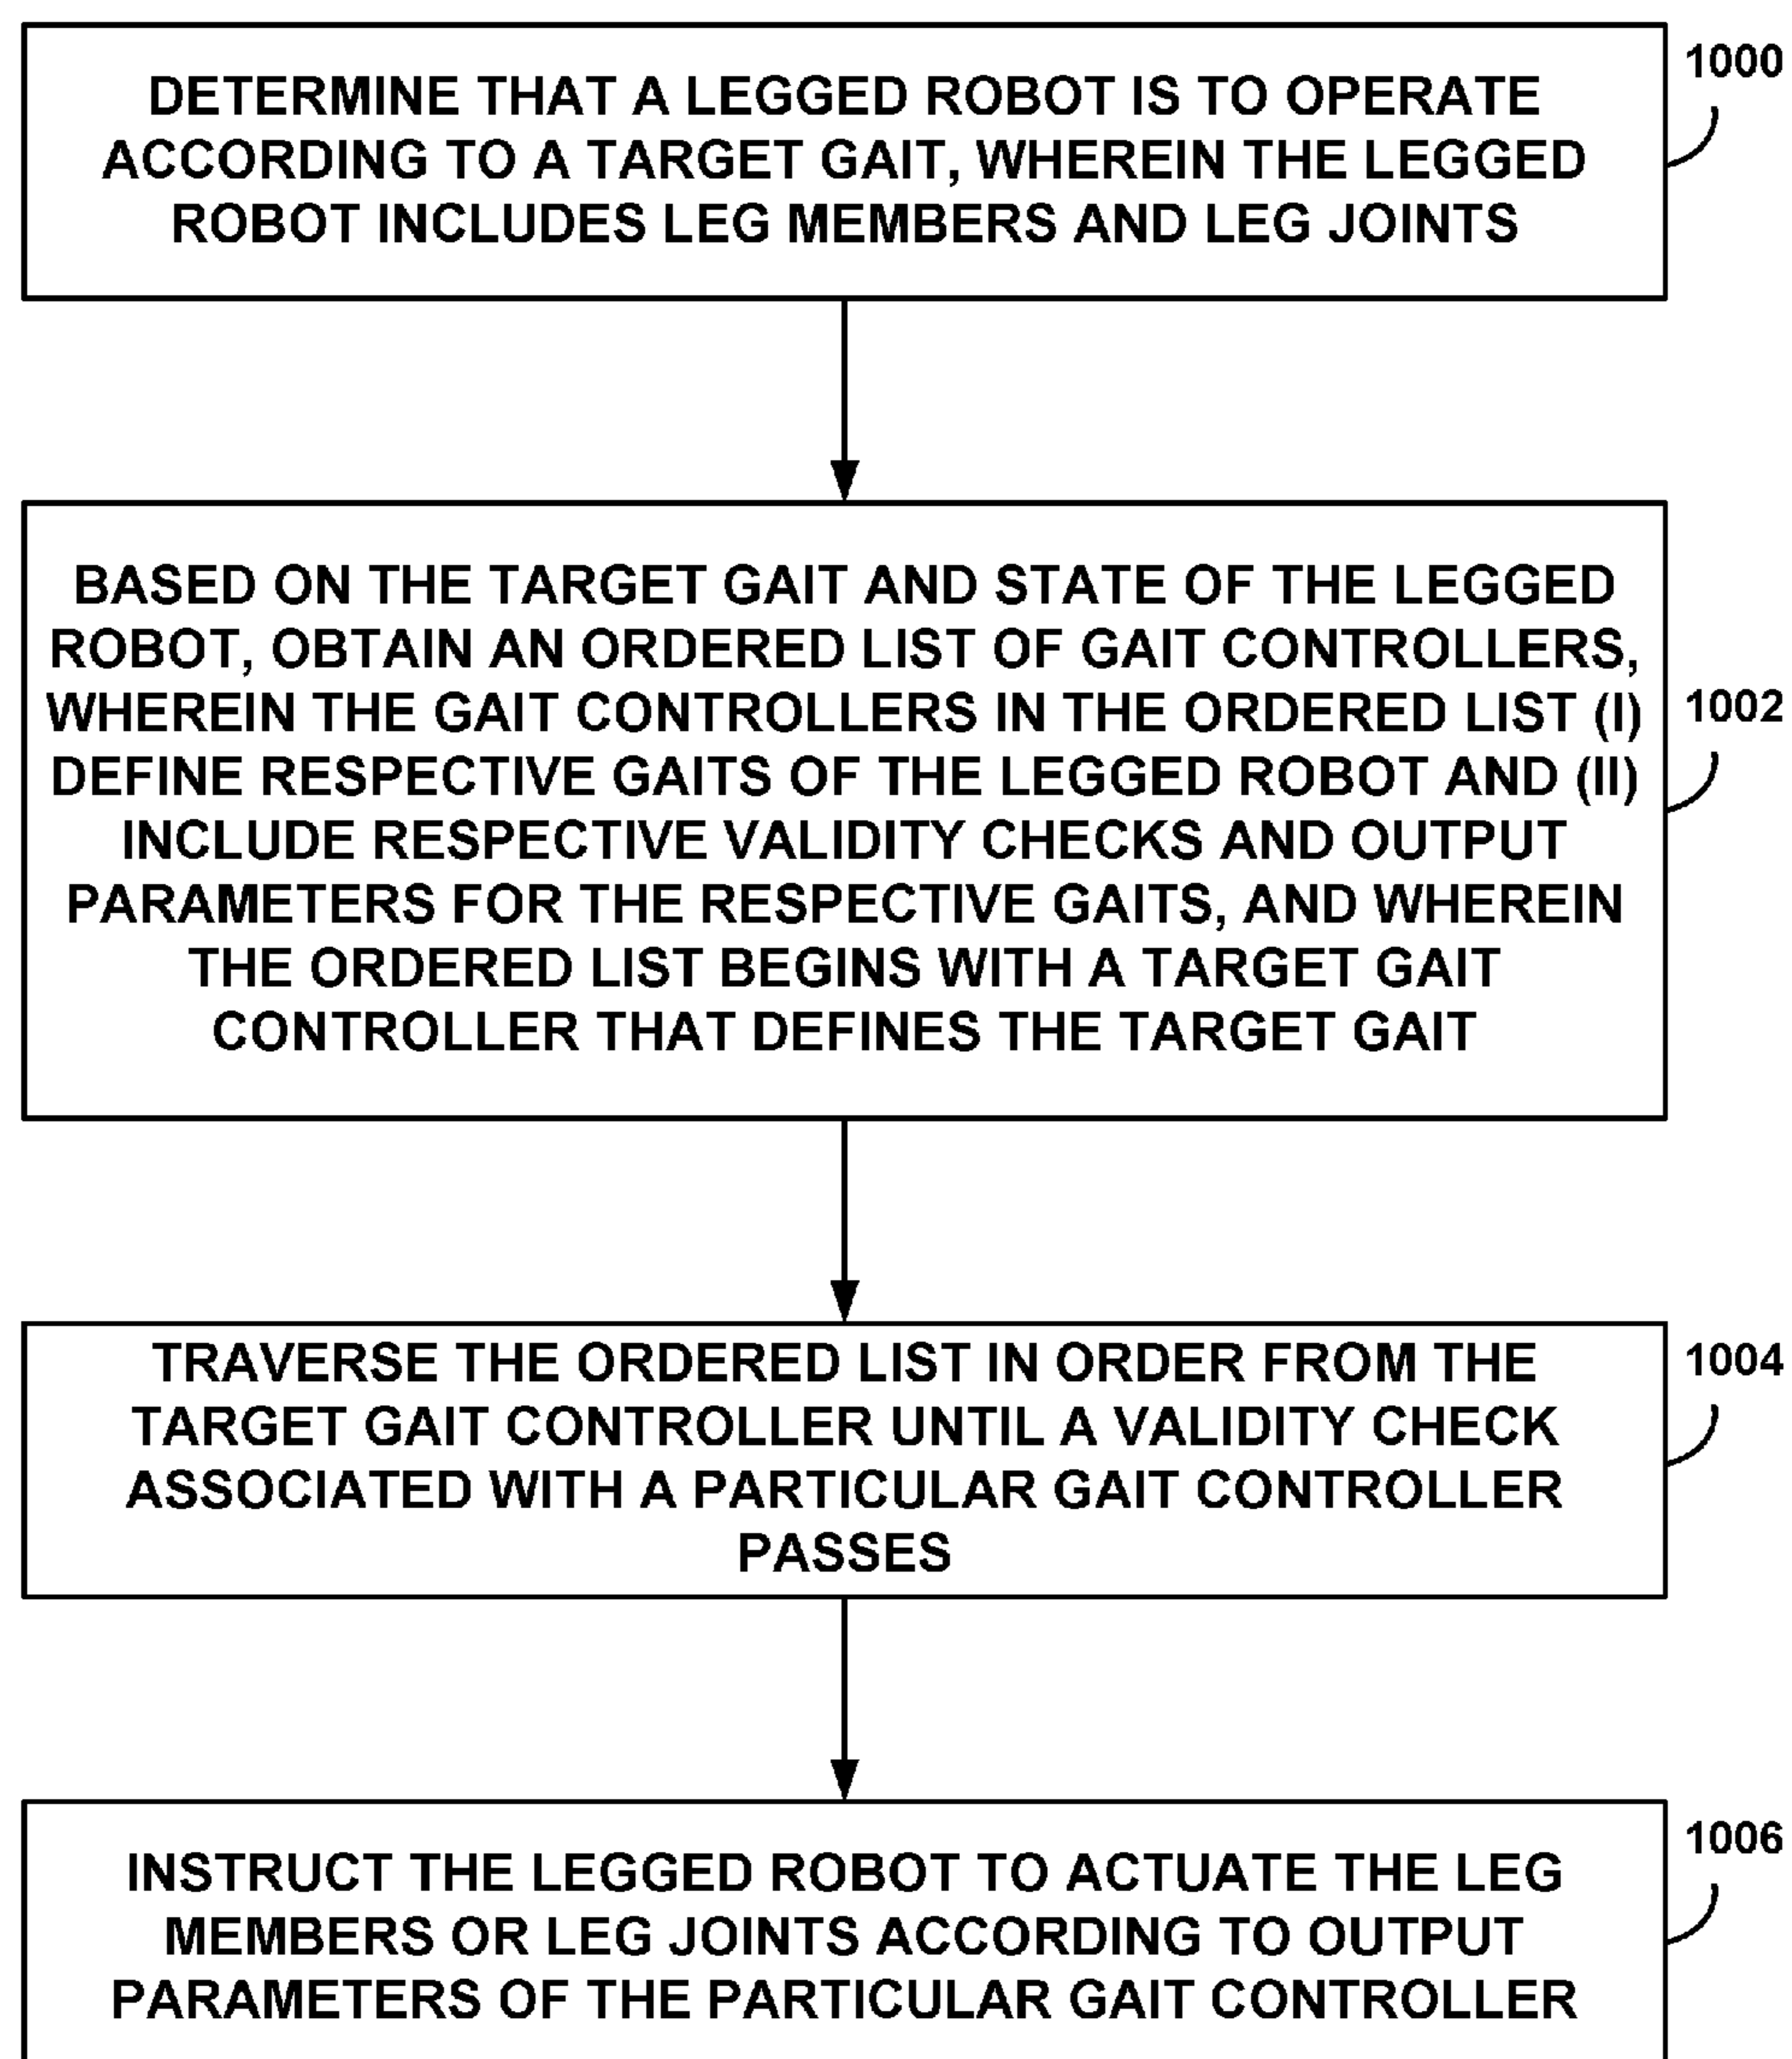 DETERMINE THAT A LEGGED ROBOT IS TO OPERATE
ACCORDING TO A TARGET GAIT, WHEREIN THE LEGGED
ROBOT INCLUDES LEG MEMBERS AND LEG JOINTS
1000
BASED ON THE TARGET GAIT AND STATE OF THE LEGGED
ROBOT, OBTAIN AN ORDERED LIST OF GAIT CONTROLLERS,
WHEREIN THE GAIT CONTROLLERS IN THE ORDERED LIST (I)
DEFINE RESPECTIVE GAITS OF THE LEGGED ROBOT AND (II)
INCLUDE RESPECTIVE VALIDITY CHECKS AND OUTPUT
PARAMETERS FOR THE RESPECTIVE GAITS, AND WHEREIN
THE ORDERED LIST BEGINS WITH A TARGET GAIT
CONTROLLER THAT DEFINES THE TARGET GAIT
1002
TRAVERSE THE ORDERED LIST IN ORDER FROM THE
TARGET GAIT CONTROLLER UNTIL A VALIDITY CHECK
ASSOCIATED WITH A PARTICULAR GAIT CONTROLLER
PASSES
1004
INSTRUCT THE LEGGED ROBOT TO ACTUATE THE LEG
MEMBERS OR LEG JOINTS ACCORDING TO OUTPUT
PARAMETERS OF THE PARTICULAR GAIT CONTROLLER
1006